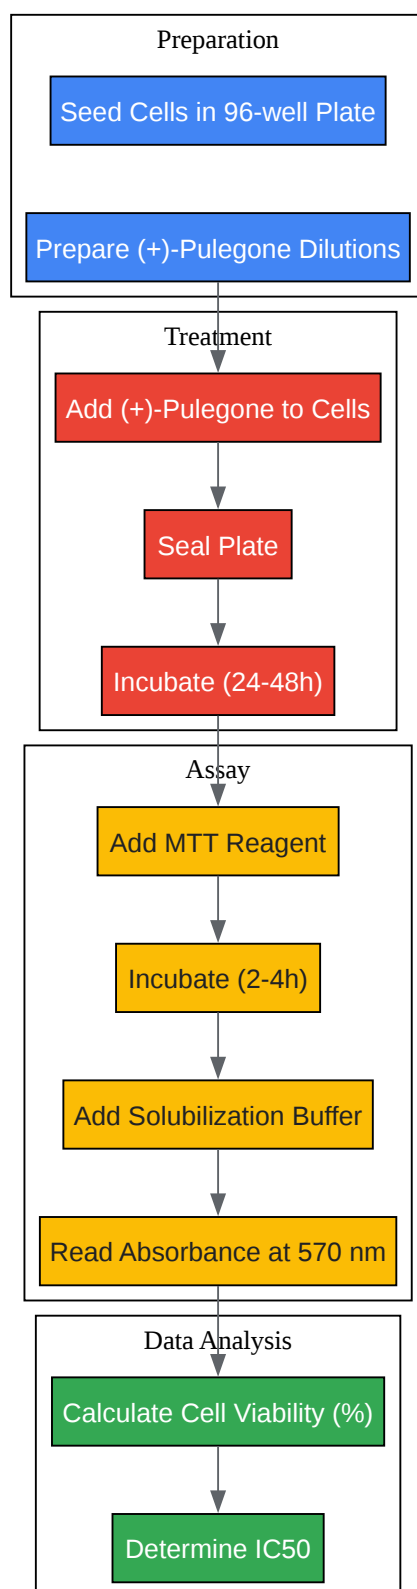 Preparation
Seed Cells in 96-well Plate
Prepare (+)-Pulegone Dilutions
Treatment
Add (+)-Pulegone to Cells
Seal Plate
Incubate (24-48h)
Assay
Add MTT Reagent
Incubate (2-4h)
Add Solubilization Buffer
Read Absorbance at 570 nm
Data Analysis
Calculate Cell Viability (%)
Determine IC50